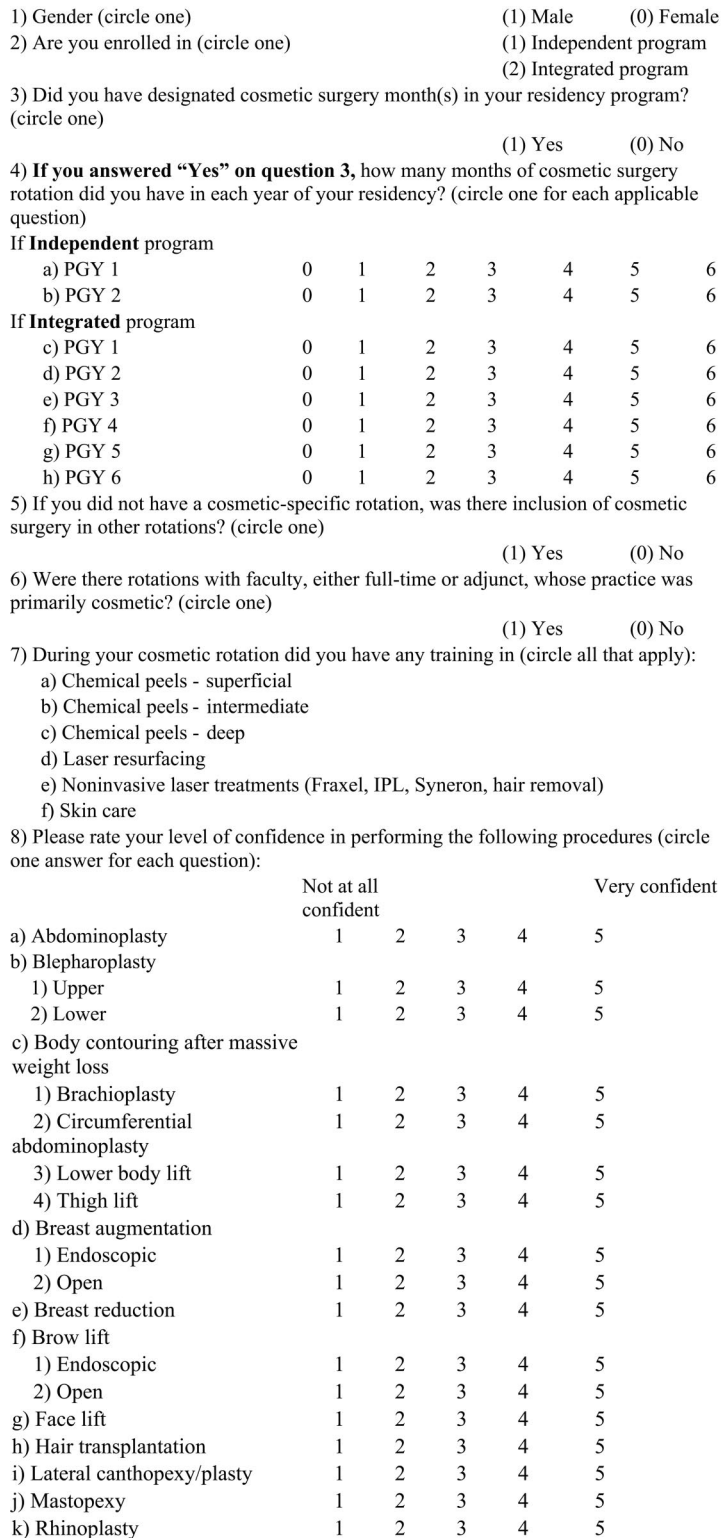 1) Gender (circle one) (1) Male (0) Female
2) Are you enrolled in (circle one) (1) Independent program
(2) Integrated program
3) Did you have designated cosmetic surgery month(s) in your residency program?
(circle one)
(1) Yes (0) No
4) If you answered “Yes” on question 3, how many months of cosmetic surgery
rotation did you have in each year of your residency? (circle one for each applicable
question)
If Independent program
a) PGY 1 0 1 2 3 4 5 6
b) PGY 2 0 1 2 3 4 5 6
If Integrated program
c) PGY 1 0 1 2 3 4 5 6
d) PGY 2 0 1 2 3 4 5 6
e) PGY 3 0 1 2 3 4 5 6
f) PGY 4 0 1 2 3 4 5 6
g) PGY 5 0 1 2 3 4 5 6
h) PGY 6 0 1 2 3 4 5 6
5) If you did not have a cosmetic-specific rotation, was there inclusion of cosmetic
surgery in other rotations? (circle one)
(1) Yes (0) No
6) Were there rotations with faculty, either full-time or adjunct, whose practice was
primarily cosmetic? (circle one)
(1) Yes (0) No
7) During your cosmetic rotation did you have any training in (circle all that apply):
a) Chemical peels - superficial
b) Chemical peels - intermediate
c) Chemical peels - deep
d) Laser resurfacing
e) Noninvasive laser treatments (Fraxel, IPL, Syneron, hair removal)
f) Skin care
8) Please rate your level of confidence in performing the following procedures (circle
one answer for each question):
Not at all Very confident
confident
a) Abdominoplasty 1 2 3 4 5
b) Blepharoplasty
1) Upper 1 2 3 4 5
2) Lower 1 2 3 4 5
c) Body contouring after massive
weight loss
1) Brachioplasty 1 2 3 4 5
2) Circumferential 1 2 3 4 5
abdominoplasty
3) Lower body lift 1 2 3 4 5
4) Thigh lift 1 2 3 4 5
d) Breast augmentation
1) Endoscopic 1 2 3 4 5
2) Open 1 2 3 4 5
e) Breast reduction 1 2 3 4 5
f) Brow lift
1) Endoscopic 1 2 3 4 5
2) Open 1 2 3 4 5
g) Face lift 1 2 3 4 5
h) Hair transplantation 1 2 3 4 5
i) Lateral canthopexy/plasty 1 2 3 4 5
j) Mastopexy 1 2 3 4 5
k) Rhinoplasty 1 2 3 4 5